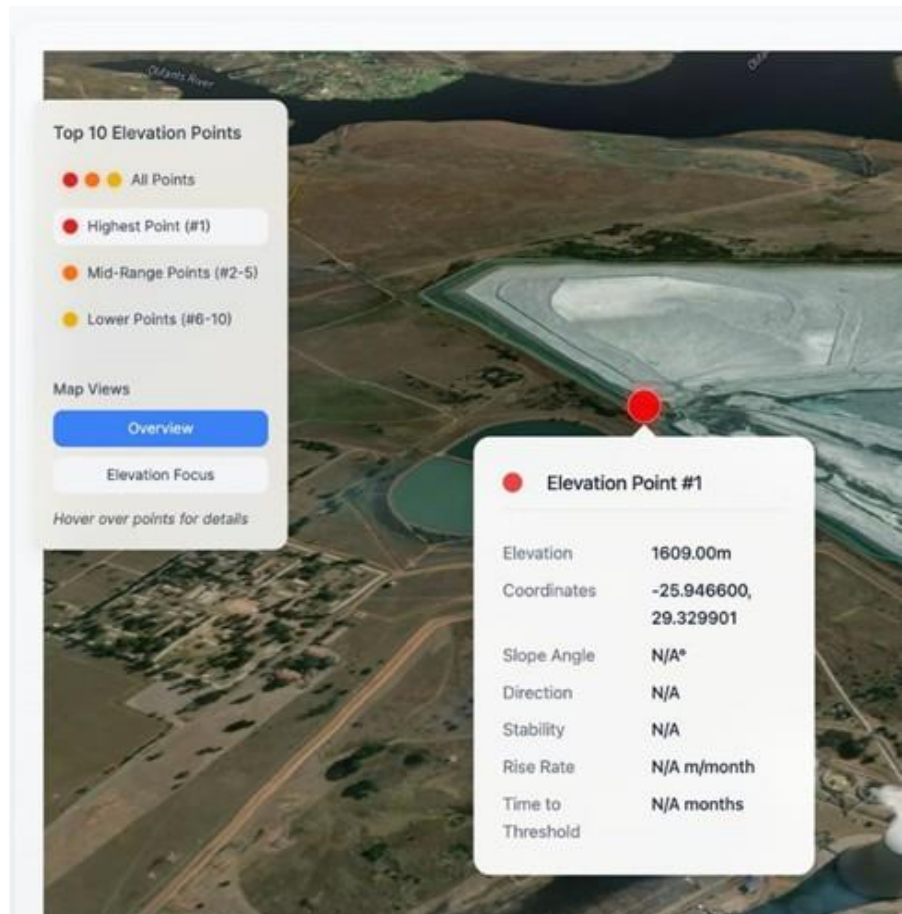 Olifants River
Top 10 Elevation Points
All Points
Highest Point (#1)
Mid-Range Points (#2-5)
Lower Points (#6-10)
Map Views
Overview
Elevation Focus
Hover over points for details
Elevation Point #1
Elevation 1609.00m
Coordinates -25.946600,
29.329901
Slope Angle N/A°
Direction N/A
Stability N/A
Rise Rate N/A m/month
Time to N/A months
Threshold